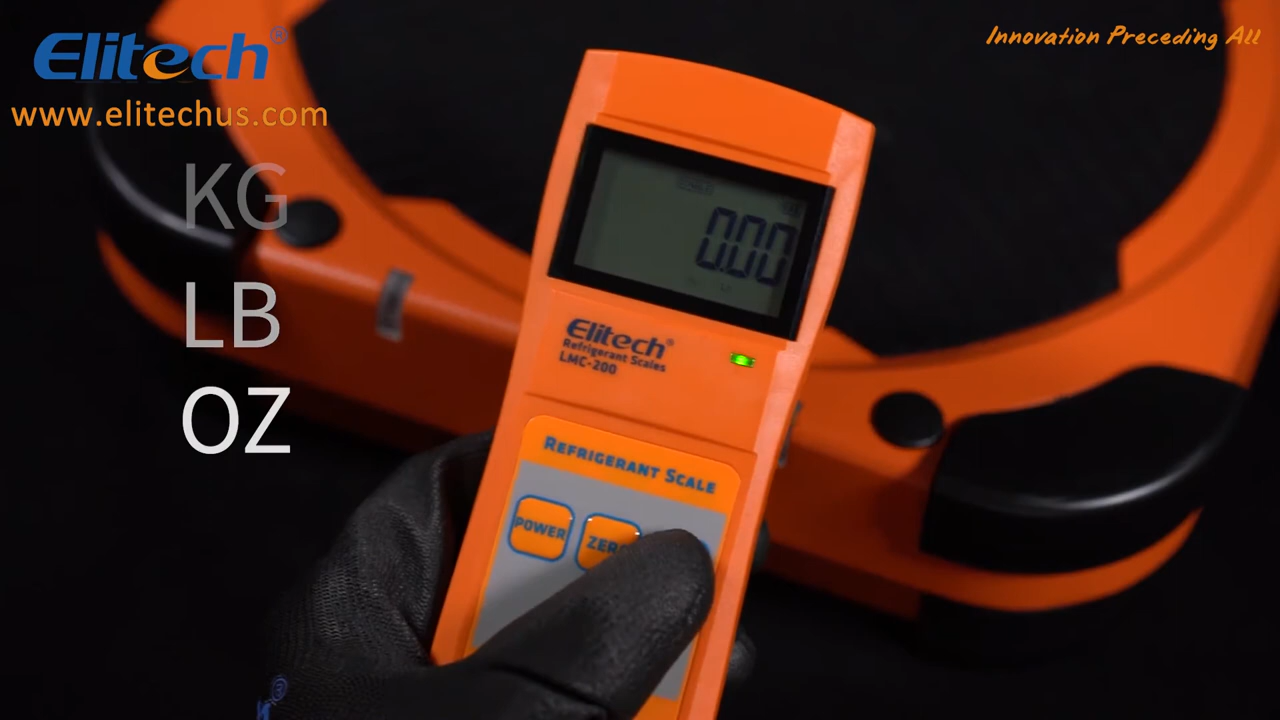 Elitech®
www.elitechus.com
Innovation Preceding All
KG
LB
OZ
0.00
Elitech®
Refrigerant Scales
LMC-200
REFRIGERANT SCALE
POWER
ZERO